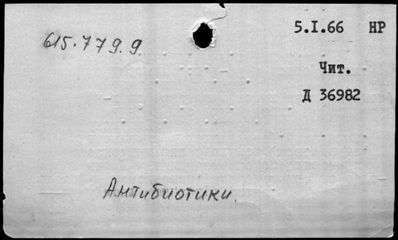 615.779.9
5.I.66 НР
Чит.
Д 36982
Антибиотики.